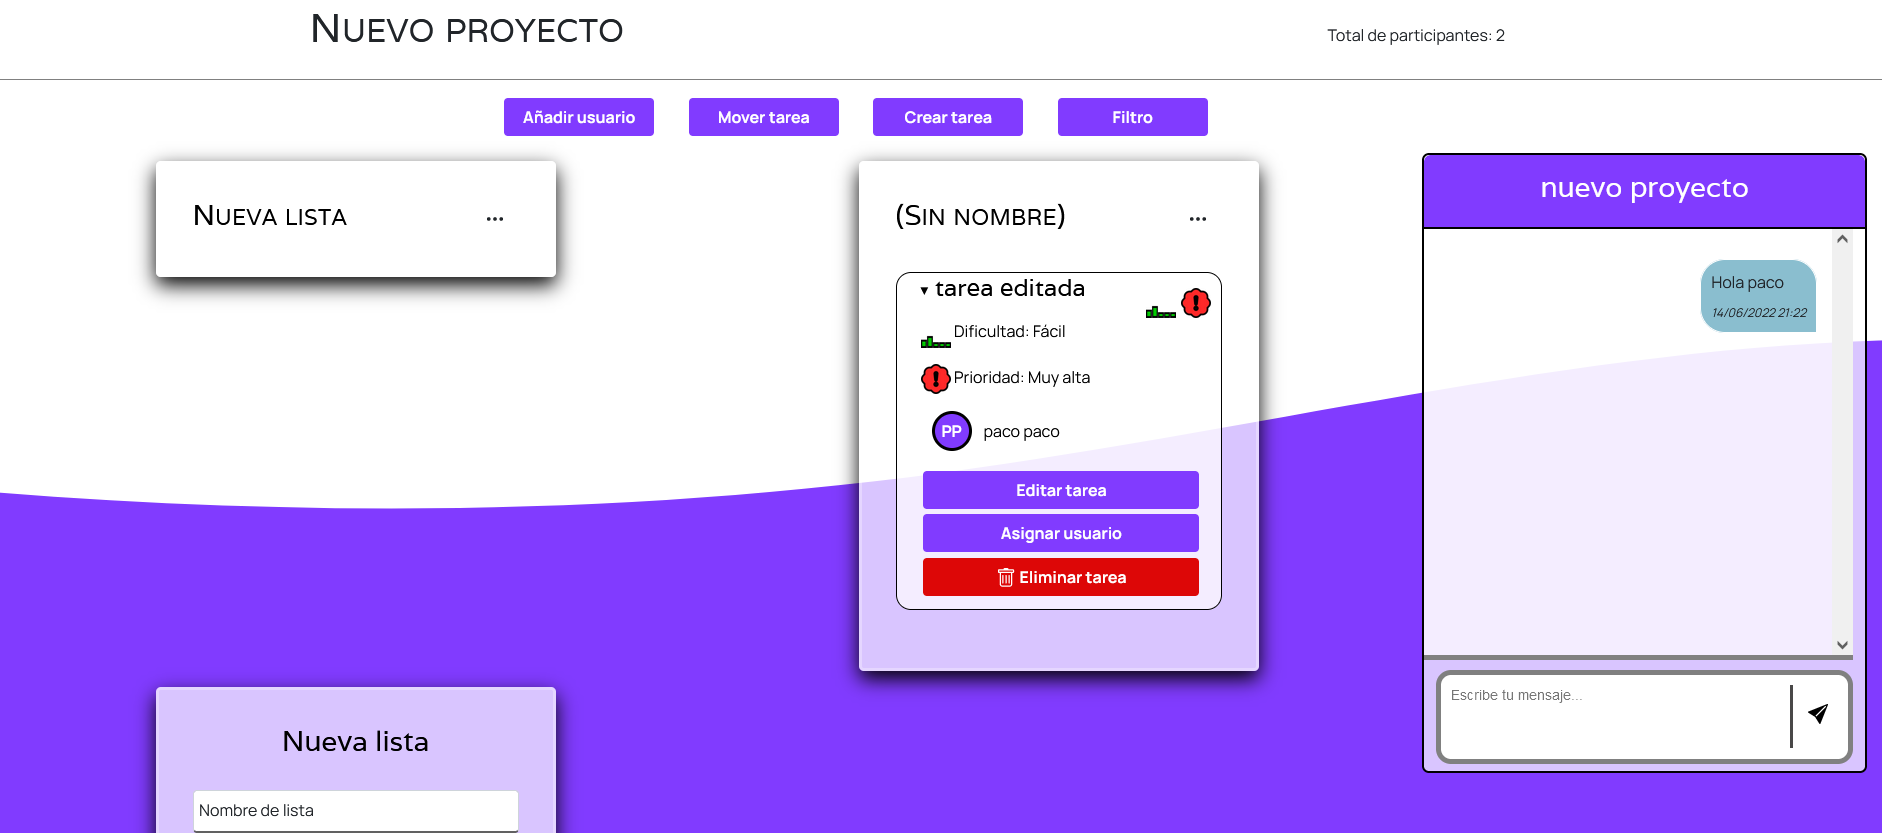 Nuevo proyecto
Total de participantes: 2
Añadir usuario
Mover tarea
Crear tarea
Filtro
Nueva lista
...
(Sin nombre)
...
▾ tarea editada
Dificultad: Fácil
Prioridad: Muy alta
PP
paco paco
Editar tarea
Asignar usuario
Eliminar tarea
Nueva lista
Nombre de lista
nuevo proyecto
Hola paco
14/06/2022 21:22
Escribe tu mensaje...